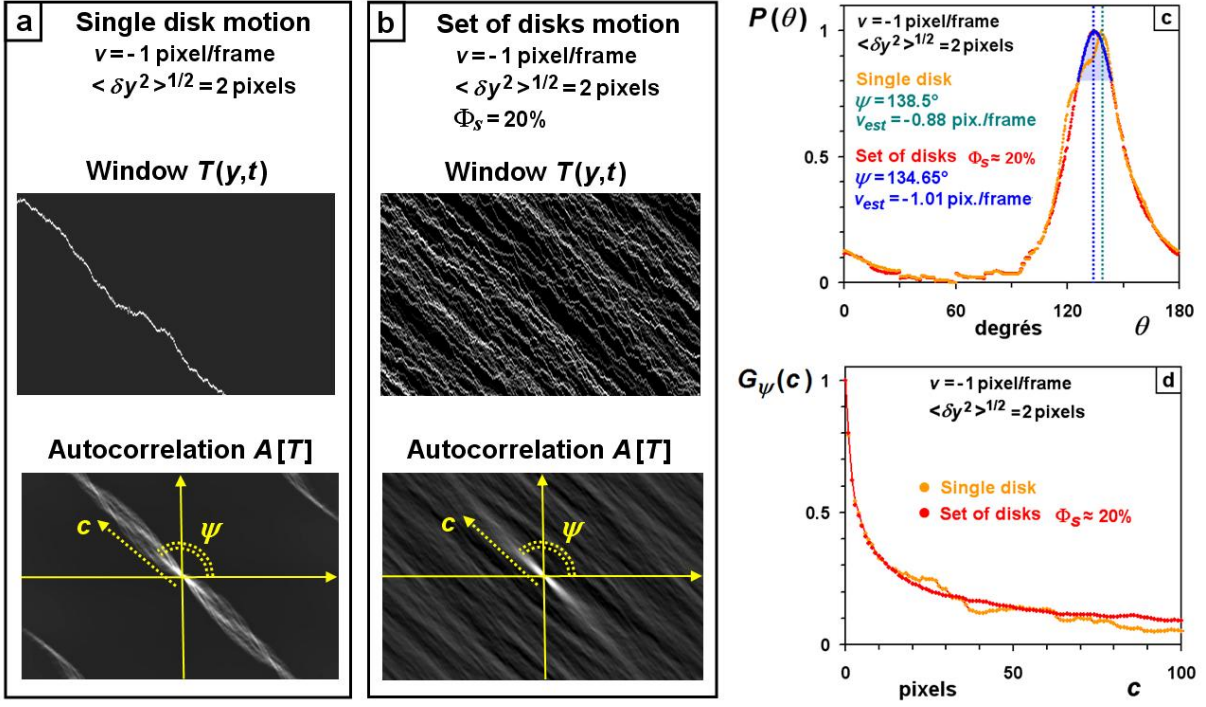 a
Single disk motion
v = -1 pixel/frame
< δy² >¹/² = 2 pixels
Window T(y,t)
Autocorrelation A[T]
c
ψ
b
Set of disks motion
v = -1 pixel/frame
< δy² >¹/² = 2 pixels
Φs = 20%
Window T(y,t)
Autocorrelation A[T]
c
ψ
P(θ)
c
v = -1 pixel/frame
<δy²>¹/² = 2 pixels
Single disk
ψ = 138.5°
vest = -0.88 pix./frame
Set of disks Φs ≈ 20%
ψ = 134.65°
vest = -1.01 pix./frame
1
0.5
0
0 60 120 180
degrés θ
Gψ(c)
d
v = -1 pixel/frame
<δy²>¹/² = 2 pixels
Single disk
Set of disks Φs ≈ 20%
1
0.5
0
0 50 100
pixels c